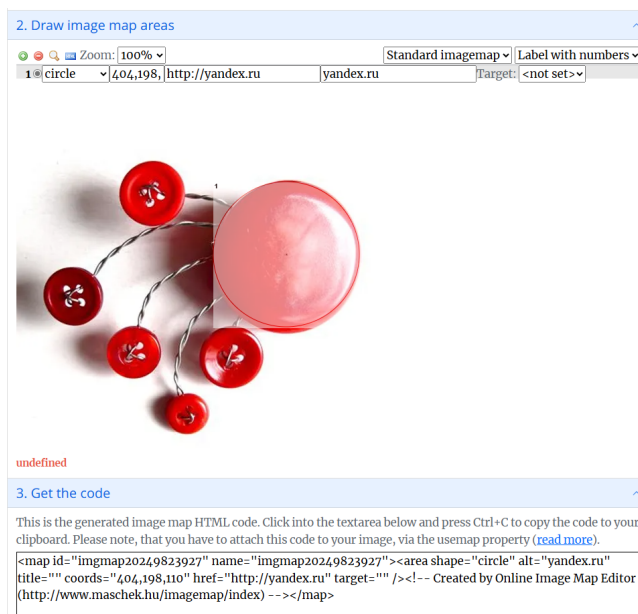 2. Draw image map areas
Zoom: 100% Standard imagemap Label with numbers
1 circle 404,198, http://yandex.ru yandex.ru Target: <not set>
1
undefined
3. Get the code
This is the generated image map HTML code. Click into the textarea below and press Ctrl+C to copy the code to your
clipboard. Please note, that you have to attach this code to your image, via the usemap property (read more).
<map id="imgmap20249823927" name="imgmap20249823927"><area shape="circle" alt="yandex.ru"
title="" coords="404,198,110" href="http://yandex.ru" target="" /><!-- Created by Online Image Map Editor
(http://www.maschek.hu/imagemap/index) --></map>